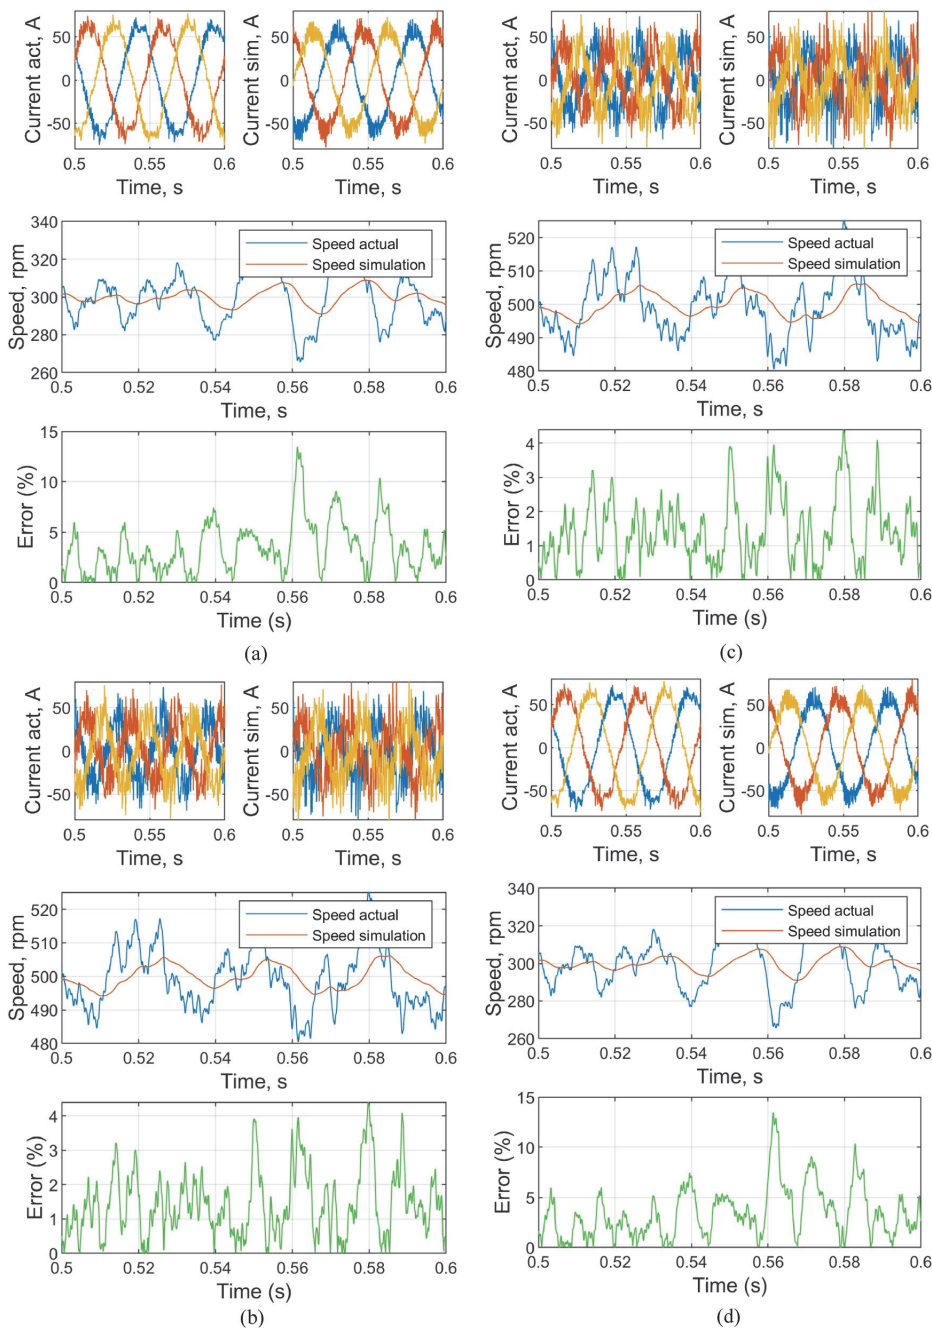 Current act, A
50
0
-50
0.5 0.55 0.6
Time, s
Current sim, A
50
0
-50
0.5 0.55 0.6
Time, s
Speed, rpm
340
320
300
280
260
Speed actual
Speed simulation
0.5 0.52 0.54 0.56 0.58 0.6
Time, s
Error (%)
15
10
5
0
0.5 0.52 0.54 0.56 0.58 0.6
Time (s)
(a)
Current act, A
50
0
-50
0.5 0.55 0.6
Time, s
Current sim, A
50
0
-50
0.5 0.55 0.6
Time, s
Speed, rpm
520
510
500
490
480
Speed actual
Speed simulation
0.5 0.52 0.54 0.56 0.58 0.6
Time, s
Error (%)
4
3
2
1
0
0.5 0.52 0.54 0.56 0.58 0.6
Time (s)
(c)
Current act, A
50
0
-50
0.5 0.55 0.6
Time, s
Current sim, A
50
0
-50
0.5 0.55 0.6
Time, s
Speed, rpm
520
510
500
490
480
Speed actual
Speed simulation
0.5 0.52 0.54 0.56 0.58 0.6
Time, s
Error (%)
4
3
2
1
0
0.5 0.52 0.54 0.56 0.58 0.6
Time (s)
(b)
Current act, A
50
0
-50
0.5 0.55 0.6
Time, s
Current sim, A
50
0
-50
0.5 0.55 0.6
Time, s
Speed, rpm
340
320
300
280
260
Speed actual
Speed simulation
0.5 0.52 0.54 0.56 0.58 0.6
Time, s
Error (%)
15
10
5
0
0.5 0.52 0.54 0.56 0.58 0.6
Time (s)
(d)